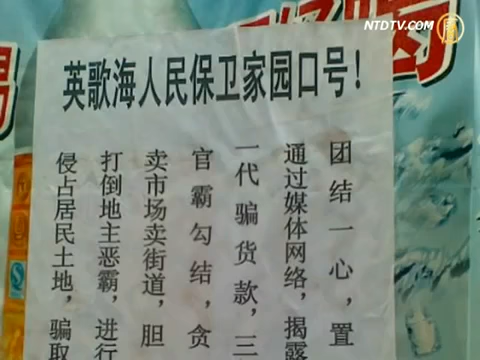 NTDTV.COM
英歌海人民保卫家园口号！
团结一心，置
通过媒体网络，揭露
一代骗货款，三
官霸勾结，贪
卖市场卖街道，胆
打倒地主恶霸，进行
侵占居民土地，骗取
喝